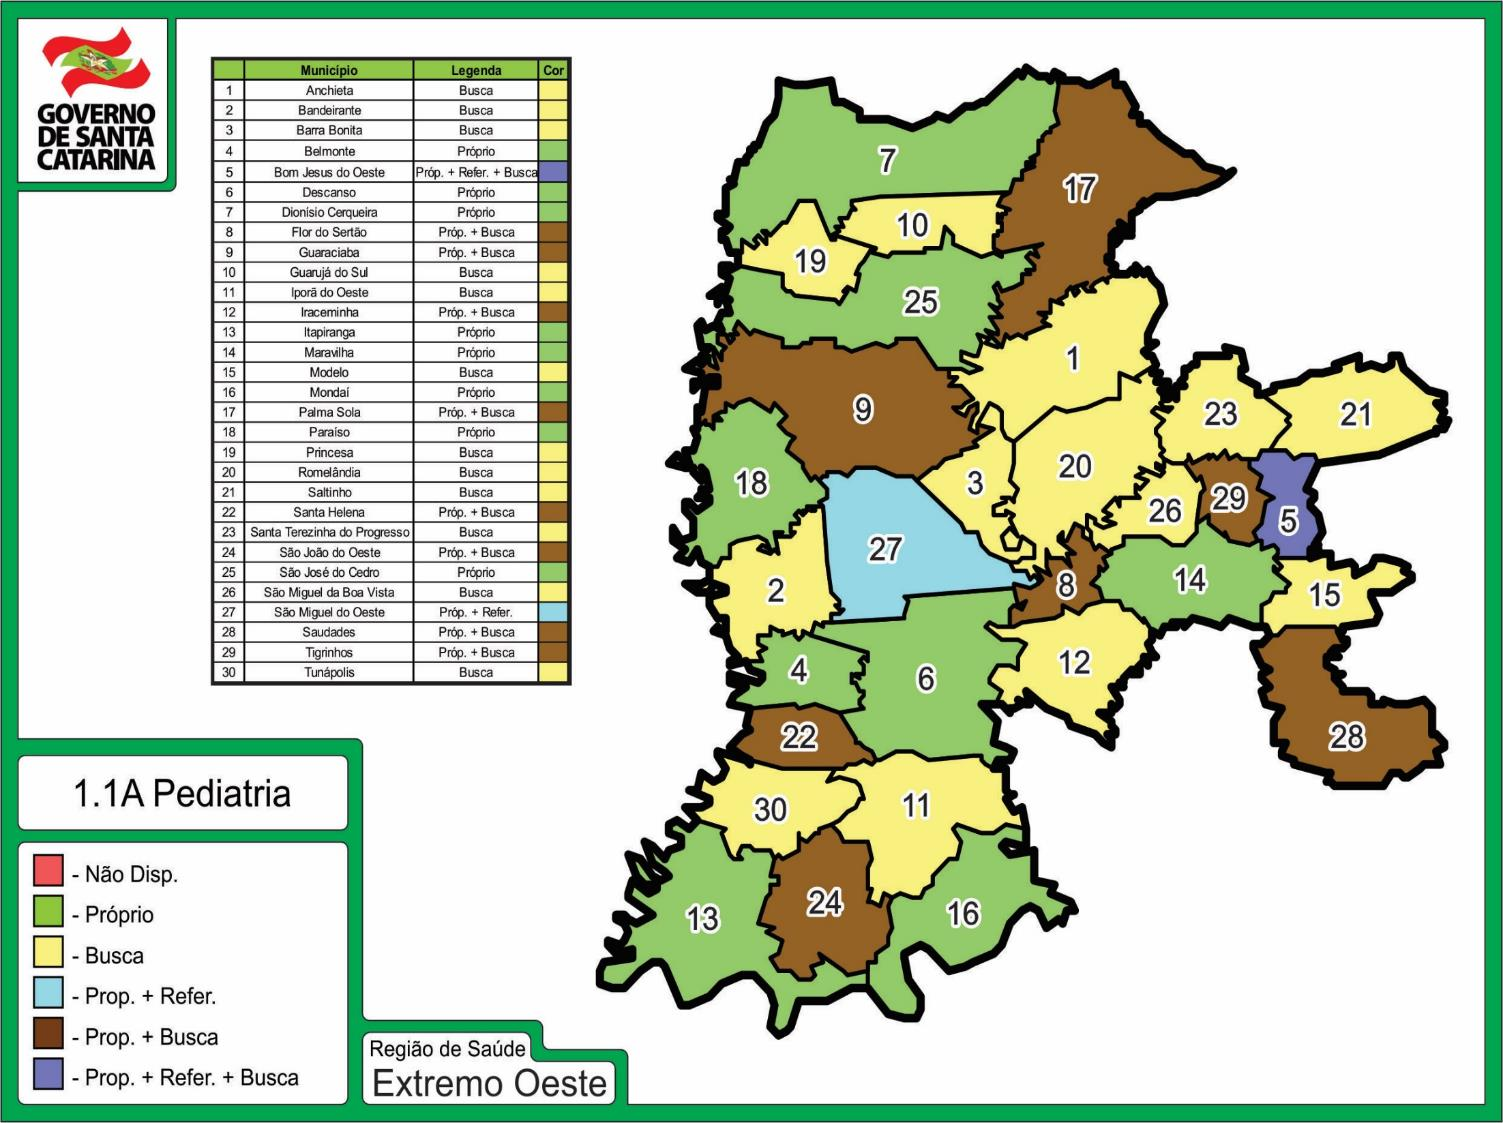 GOVERNO
DE SANTA
CATARINA
Município Legenda Cor
1 Anchieta Busca
2 Bandeirante Busca
3 Barra Bonita Busca
4 Belmonte Próprio
5 Bom Jesus do Oeste Próp. + Refer. + Busca
6 Descanso Próprio
7 Dionísio Cerqueira Próprio
8 Flor do Sertão Próp. + Busca
9 Guaraciaba Próp. + Busca
10 Guarujá do Sul Busca
11 Iporã do Oeste Busca
12 Iraceminha Próp. + Busca
13 Itapiranga Próprio
14 Maravilha Próprio
15 Modelo Busca
16 Mondaí Próprio
17 Palma Sola Próp. + Busca
18 Paraíso Próprio
19 Princesa Busca
20 Romelândia Busca
21 Saltinho Busca
22 Santa Helena Próp. + Busca
23 Santa Terezinha do Progresso Busca
24 São João do Oeste Próp. + Busca
25 São José do Cedro Próprio
26 São Miguel da Boa Vista Busca
27 São Miguel do Oeste Próp. + Refer.
28 Saudades Próp. + Busca
29 Tigrinhos Próp. + Busca
30 Tunápolis Busca
7
17
10
19
25
1
9
23
21
18
3
20
26
29
5
27
2
8
14
15
12
4
6
22
28
30
11
24
13
16
1.1A Pediatria
- Não Disp.
- Próprio
- Busca
- Prop. + Refer.
- Prop. + Busca
- Prop. + Refer. + Busca
Região de Saúde
Extremo Oeste